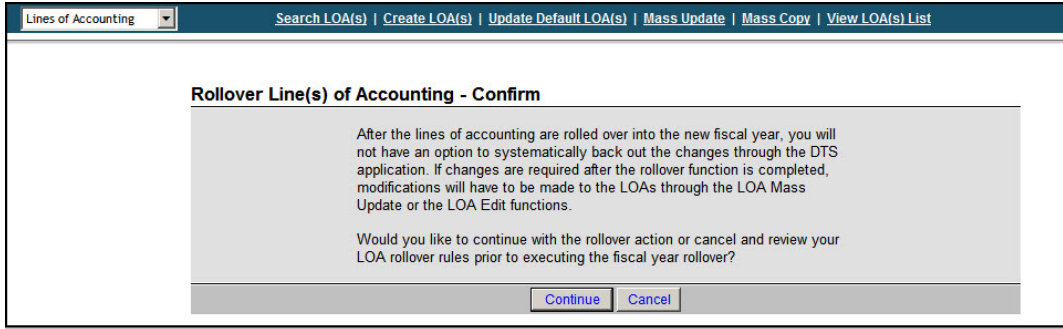 Lines of Accounting
Search LOA(s) | Create LOA(s) | Update Default LOA(s) | Mass Update | Mass Copy | View LOA(s) List
Rollover Line(s) of Accounting - Confirm
After the lines of accounting are rolled over into the new fiscal year, you will
not have an option to systematically back out the changes through the DTS
application. If changes are required after the rollover function is completed,
modifications will have to be made to the LOAs through the LOA Mass
Update or the LOA Edit functions.
Would you like to continue with the rollover action or cancel and review your
LOA rollover rules prior to executing the fiscal year rollover?
Continue Cancel